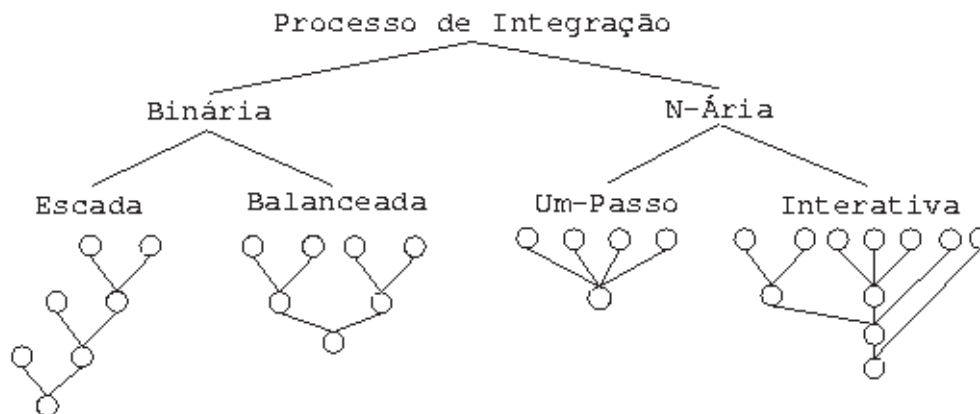 Processo de Integração
Binária
N-Ária
Escada
Balanceada
Um-Passo
Interativa